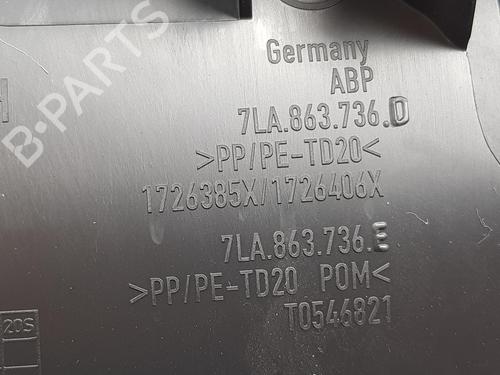 Germany
ABP
7LA.863.736.D
>PP/PE-TD20<
1726385X/1726406X
7LA.863.736.E
>PP/PE-TD20 POM<
T0546821
20S
B-PARTS